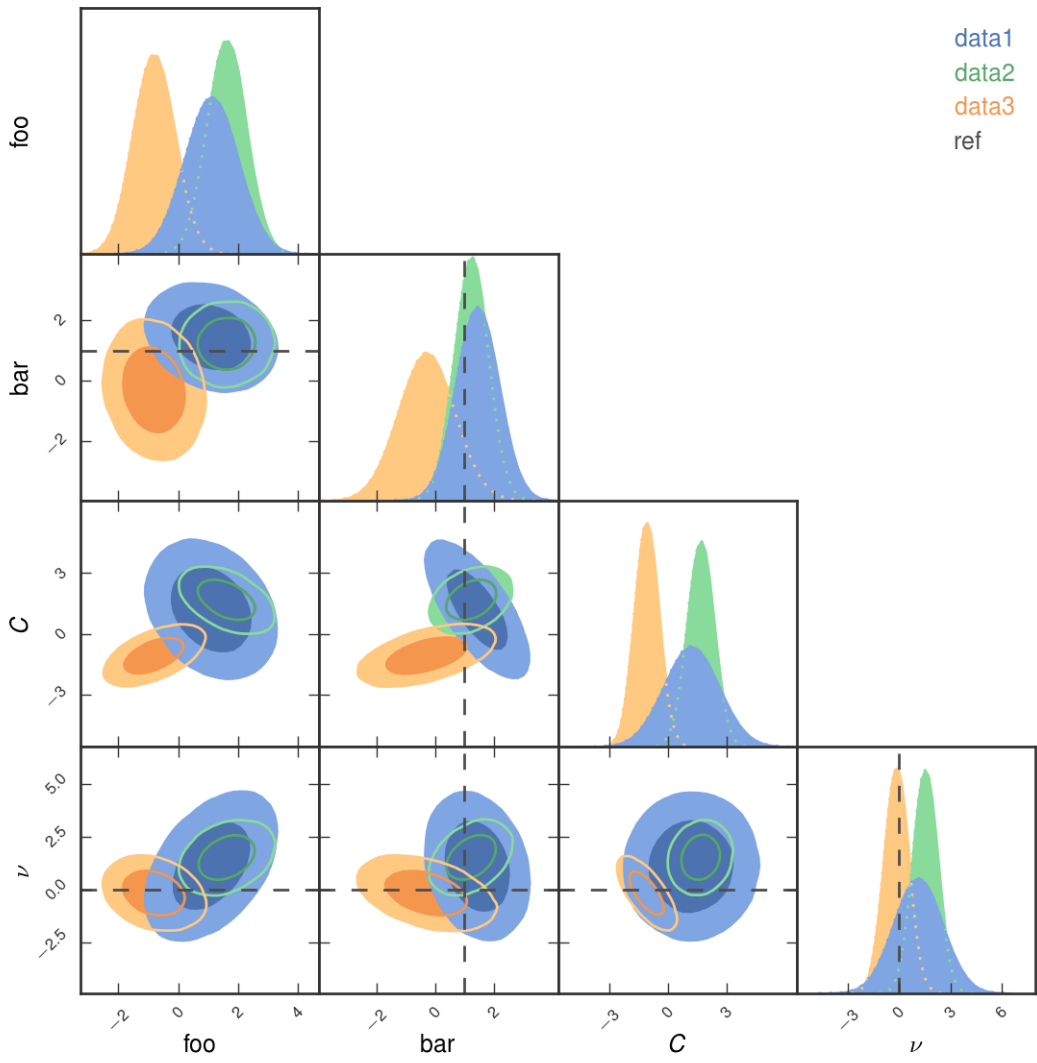 data1
data2
data3
ref
foo
bar
2
0
−2
C
3
0
−3
ν
5.0
2.5
0.0
−2.5
−2 0 2 4
−2 0 2
−3 0 3
−3 0 3 6
foo bar C ν